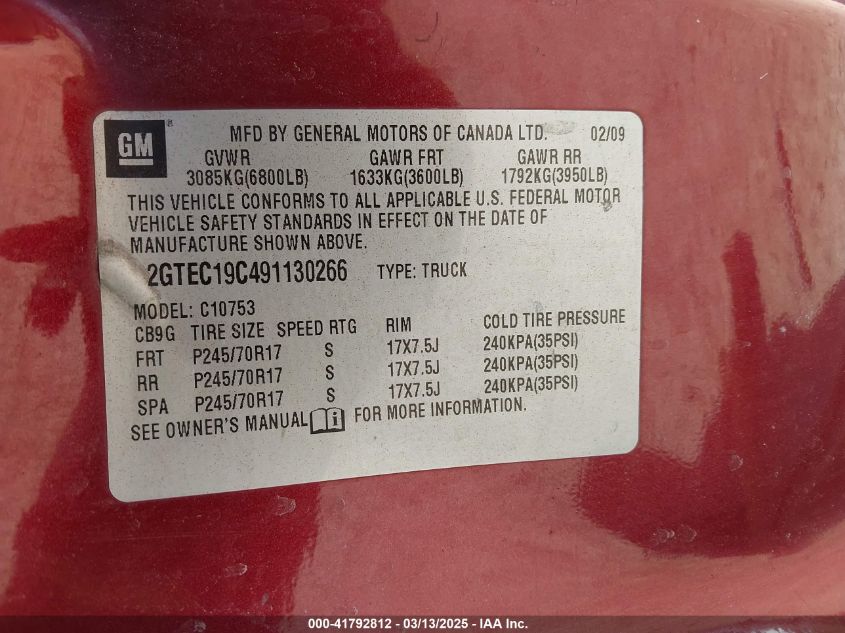 GM
MFD BY GENERAL MOTORS OF CANADA LTD. 02/09
GVWR GAWR FRT GAWR RR
3085KG(6800LB) 1633KG(3600LB) 1792KG(3950LB)
THIS VEHICLE CONFORMS TO ALL APPLICABLE U.S. FEDERAL MOTOR
VEHICLE SAFETY STANDARDS IN EFFECT ON THE DATE OF
MANUFACTURE SHOWN ABOVE.
2GTEC19C491130266 TYPE: TRUCK
MODEL: C10753
CB9G TIRE SIZE SPEED RTG RIM COLD TIRE PRESSURE
FRT P245/70R17 S 17X7.5J 240KPA(35PSI)
RR P245/70R17 S 17X7.5J 240KPA(35PSI)
SPA P245/70R17 S 17X7.5J 240KPA(35PSI)
SEE OWNER'S MANUAL i FOR MORE INFORMATION.
000-41792812 - 03/13/2025 - IAA Inc.